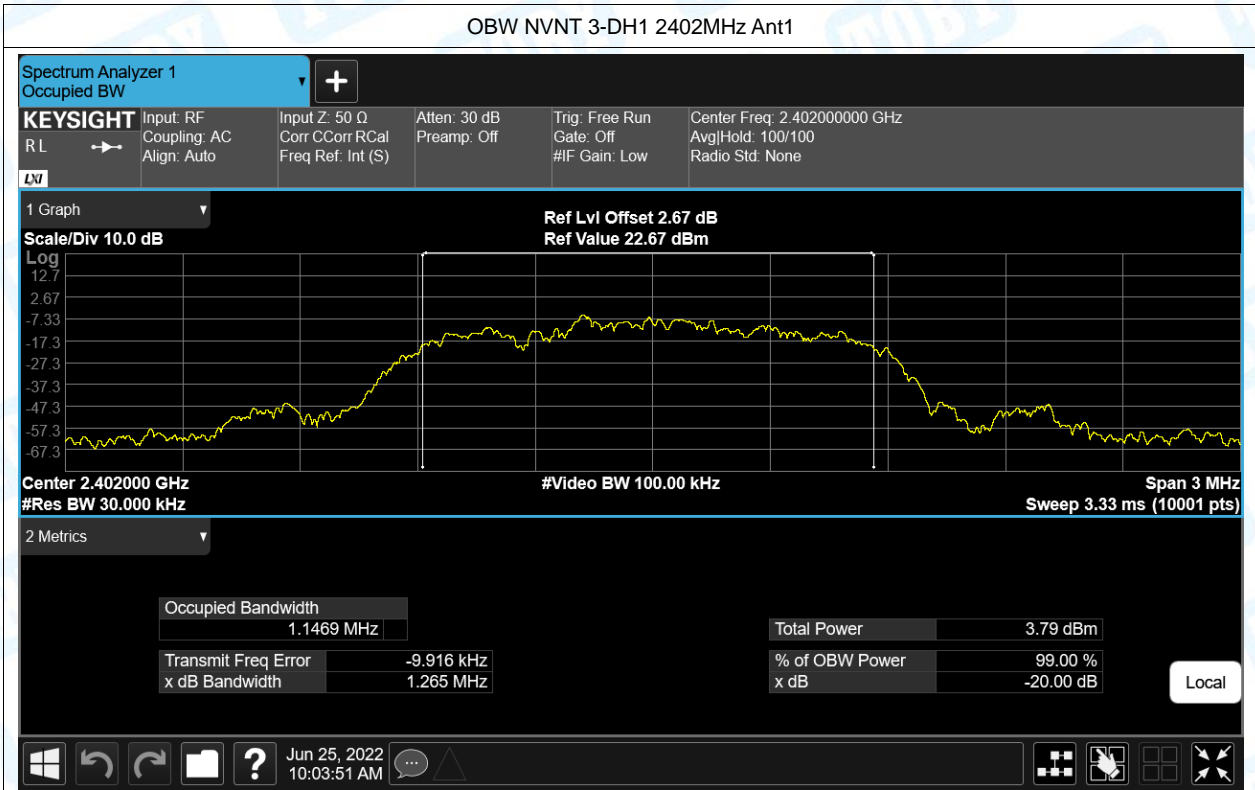 OBW NVNT 3-DH1 2402MHz Ant1
Spectrum Analyzer 1
Occupied BW
KEYSIGHT
RL
LXI
Input: RF
Coupling: AC
Align: Auto
Input Z: 50 Ω
Corr CCorr RCal
Freq Ref: Int (S)
Atten: 30 dB
Preamp: Off
Trig: Free Run
Gate: Off
#IF Gain: Low
Center Freq: 2.402000000 GHz
Avg|Hold: 100/100
Radio Std: None
1 Graph
Scale/Div 10.0 dB
Ref Lvl Offset 2.67 dB
Ref Value 22.67 dBm
Log
12.7
2.67
-7.33
-17.3
-27.3
-37.3
-47.3
-57.3
-67.3
Center 2.402000 GHz
#Res BW 30.000 kHz
#Video BW 100.00 kHz
Span 3 MHz
Sweep 3.33 ms (10001 pts)
2 Metrics
Occupied Bandwidth
1.1469 MHz
Transmit Freq Error -9.916 kHz
x dB Bandwidth 1.265 MHz
Total Power 3.79 dBm
% of OBW Power 99.00 %
x dB -20.00 dB
Local
?
Jun 25, 2022
10:03:51 AM